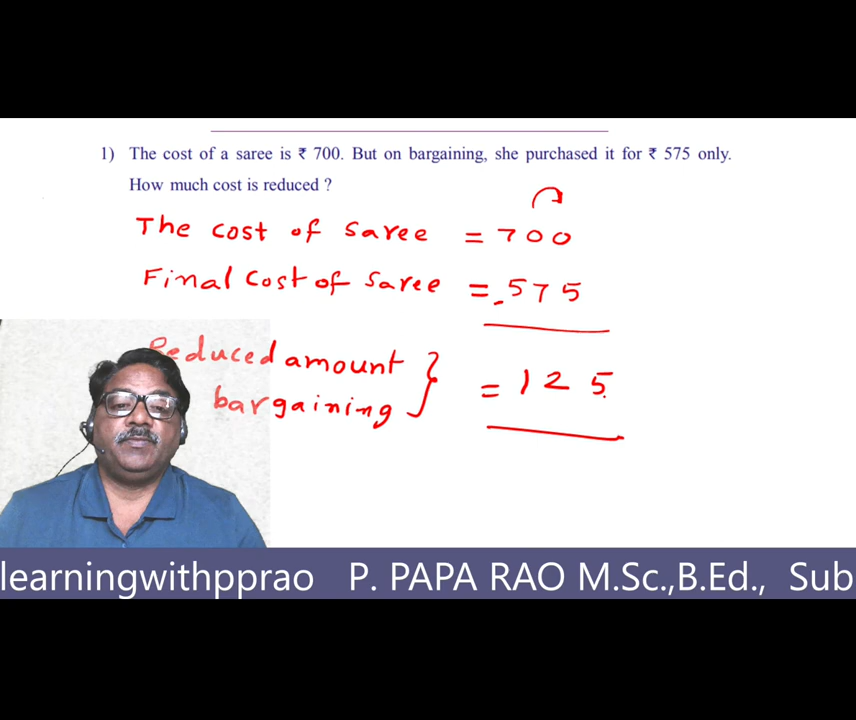 1) The cost of a saree is ₹ 700. But on bargaining, she purchased it for ₹ 575 only.
How much cost is reduced ?
The cost of saree = 700
Final cost of saree = - 575
Reduced amount
bargaining } = 125
learningwithpprao P. PAPA RAO M.Sc.,B.Ed., Sub